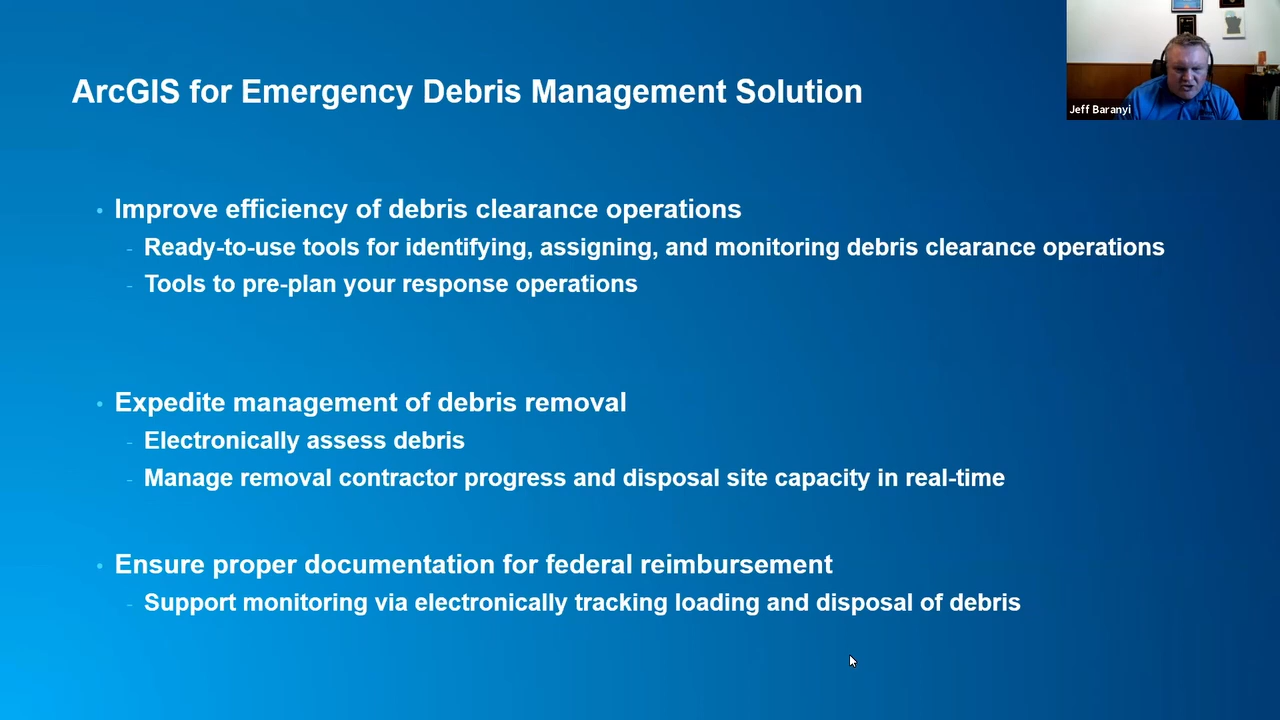 ArcGIS for Emergency Debris Management Solution
Jeff Baranyi
• Improve efficiency of debris clearance operations
- Ready-to-use tools for identifying, assigning, and monitoring debris clearance operations
- Tools to pre-plan your response operations
• Expedite management of debris removal
- Electronically assess debris
- Manage removal contractor progress and disposal site capacity in real-time
• Ensure proper documentation for federal reimbursement
- Support monitoring via electronically tracking loading and disposal of debris